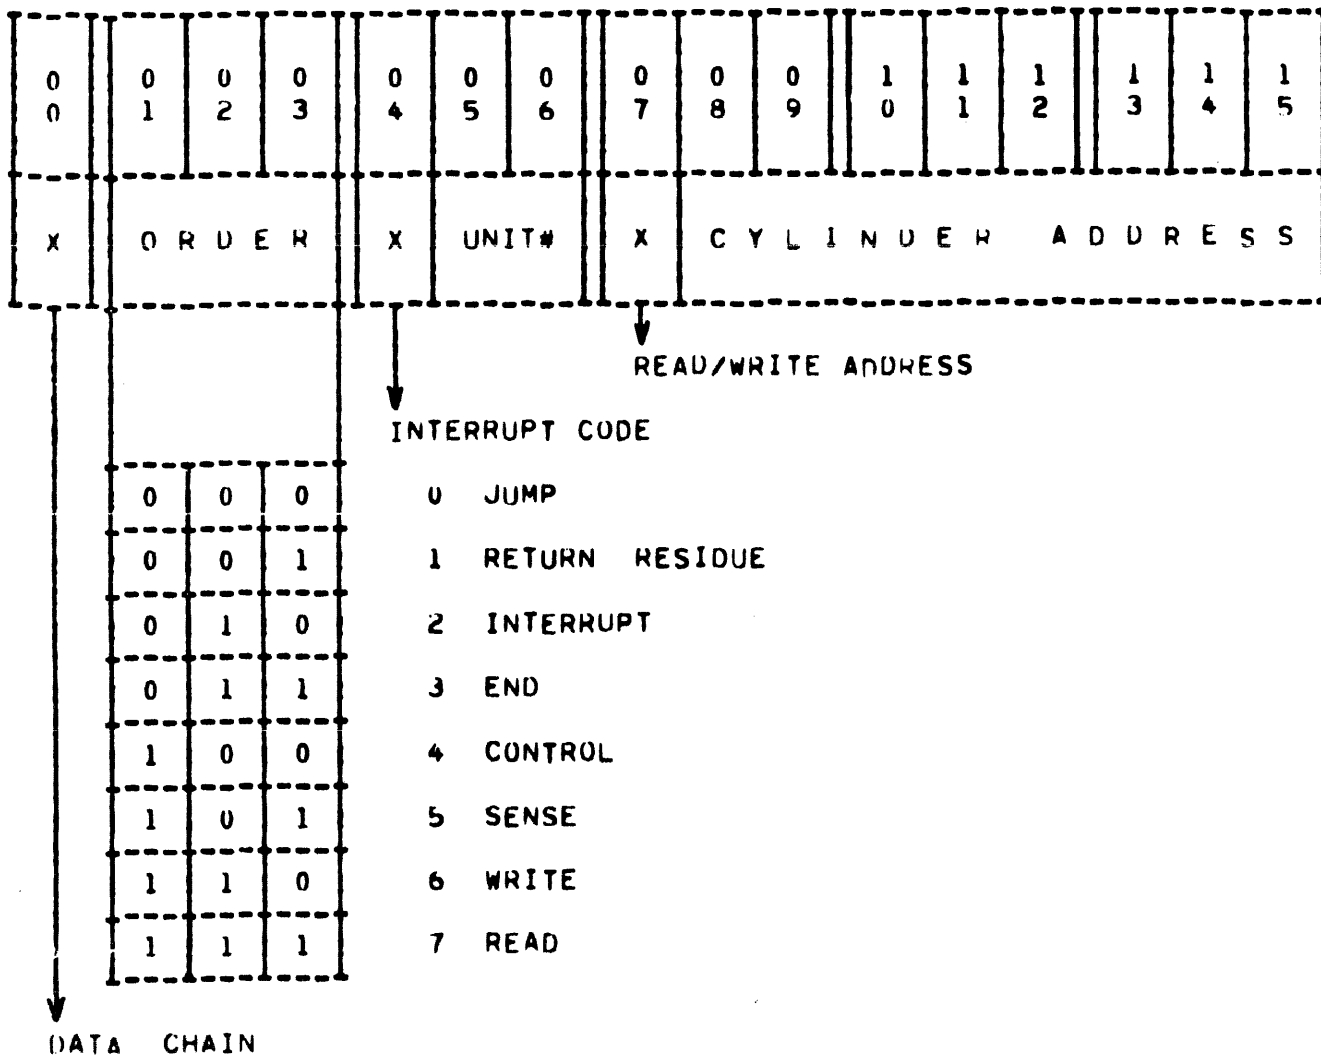 0 0 0 0 0 0 0 0 0 0 1 1 1 1 1 1
0 1 2 3 4 5 6 7 8 9 0 1 2 3 4 5
X ORDER X UNIT# X CYLINDER ADDRESS
READ/WRITE ADDRESS
INTERRUPT CODE
0 0 0 0 JUMP
0 0 1 1 RETURN RESIDUE
0 1 0 2 INTERRUPT
0 1 1 3 END
1 0 0 4 CONTROL
1 0 1 5 SENSE
1 1 0 6 WRITE
1 1 1 7 READ
DATA CHAIN